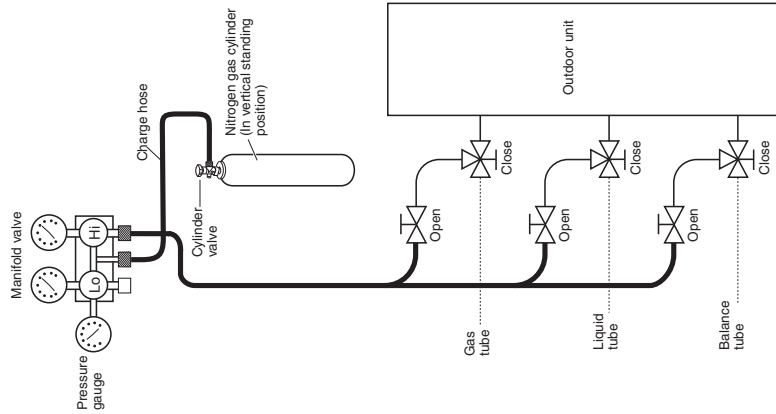 Manifold valve
Pressure
gauge
Lo
Hi
Charge hose
Cylinder
valve
Nitrogen gas cylinder
(In vertical standing
position)
Outdoor unit
Open
Close
Gas
tube
Open
Close
Liquid
tube
Open
Close
Balance
tube